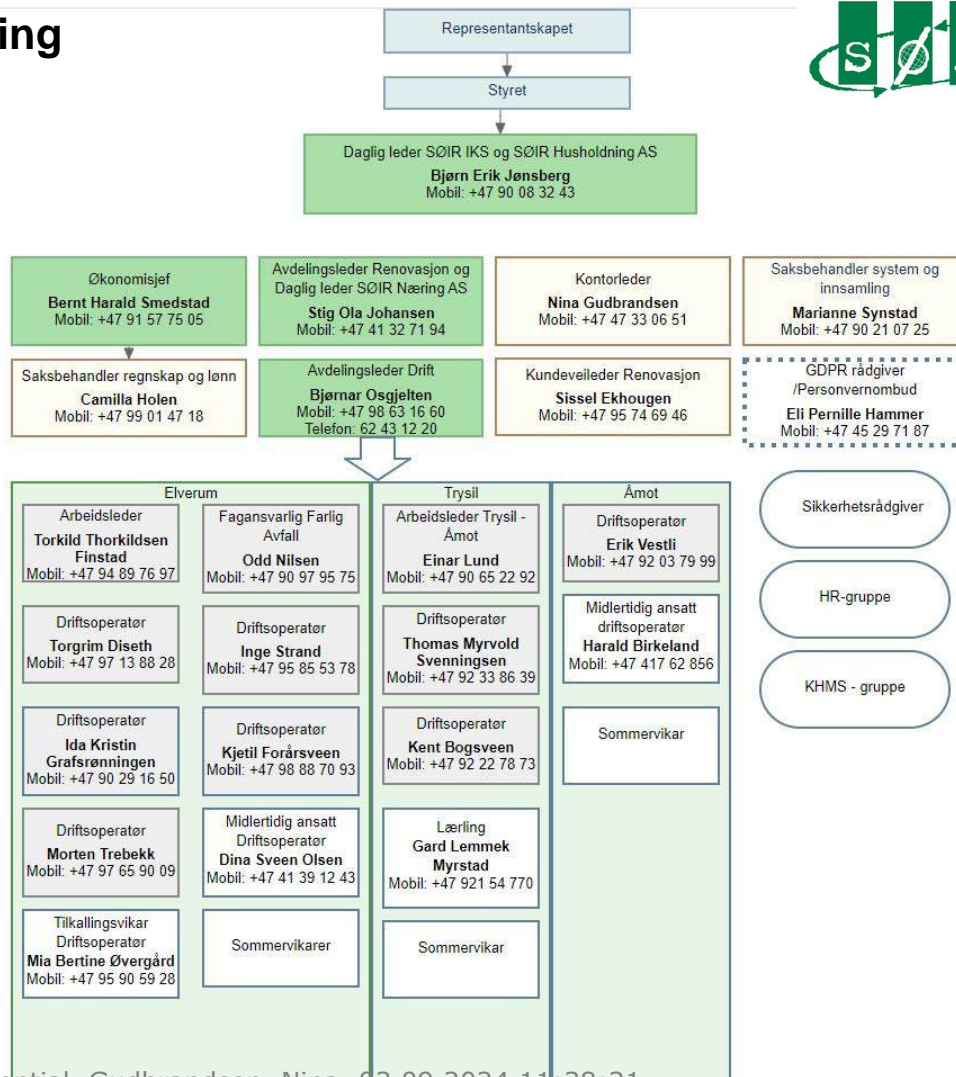 ing
SØ
Representantskapet
Styret
Daglig leder SØIR IKS og SØIR Husholdning AS
Bjørn Erik Jønsberg
Mobil: +47 90 08 32 43
Økonomisjef
Bernt Harald Smedstad
Mobil: +47 91 57 75 05
Avdelingsleder Renovasjon og
Daglig leder SØIR Næring AS
Stig Ola Johansen
Mobil: +47 41 32 71 94
Kontorleder
Nina Gudbrandsen
Mobil: +47 47 33 06 51
Saksbehandler system og
innsamling
Marianne Synstad
Mobil: +47 90 21 07 25
Saksbehandler regnskap og lønn
Camilla Holen
Mobil: +47 99 01 47 18
Avdelingsleder Drift
Bjørnar Osgjelten
Mobil: +47 98 63 16 60
Telefon: 62 43 12 20
Kundeveileder Renovasjon
Sissel Ekhougen
Mobil: +47 95 74 69 46
GDPR rådgiver
/Personvernombud
Eli Pernille Hammer
Mobil: +47 45 29 71 87
Elverum
Arbeidsleder
Torkild Thorkildsen
Finstad
Mobil: +47 94 89 76 97
Fagansvarlig Farlig
Avfall
Odd Nilsen
Mobil: +47 90 97 95 75
Driftsoperatør
Torgrim Diseth
Mobil: +47 97 13 88 28
Driftsoperatør
Inge Strand
Mobil: +47 95 85 53 78
Driftsoperatør
Ida Kristin
Grafsrønningen
Mobil: +47 90 29 16 50
Driftsoperatør
Kjetil Forårsveen
Mobil: +47 98 88 70 93
Driftsoperatør
Morten Trebekk
Mobil: +47 97 65 90 09
Midlertidig ansatt
Driftsoperatør
Dina Sveen Olsen
Mobil: +47 41 39 12 43
Tilkallingsvikar
Driftsoperatør
Mia Bertine Øvergård
Mobil: +47 95 90 59 28
Sommervikarer
Trysil
Arbeidsleder Trysil -
Åmot
Einar Lund
Mobil: +47 90 65 22 92
Driftsoperatør
Thomas Myrvold
Svenningsen
Mobil: +47 92 33 86 39
Driftsoperatør
Kent Bogsveen
Mobil: +47 92 22 78 73
Lærling
Gard Lemmek
Myrstad
Mobil: +47 921 54 770
Sommervikar
Åmot
Driftsoperatør
Erik Vestli
Mobil: +47 92 03 79 99
Midlertidig ansatt
driftsoperatør
Harald Birkeland
Mobil: +47 417 62 856
Sommervikar
Sikkerhetsrådgiver
HR-gruppe
KHMS - gruppe